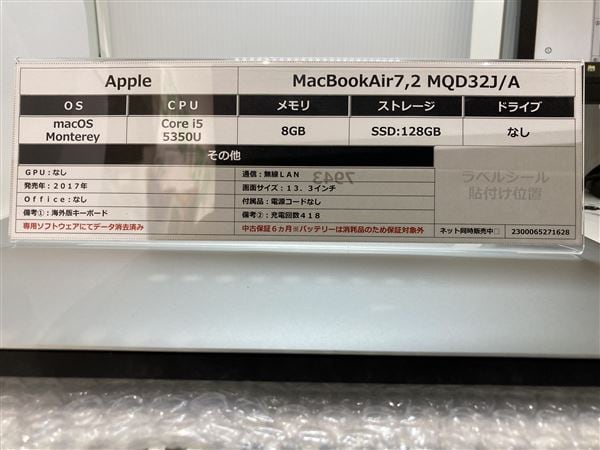 Apple MacBookAir7,2 MQD32J/A
OS CPU メモリ ストレージ ドライブ
macOS Monterey Core i5 5350U 8GB SSD:128GB なし
その他
GPU:なし 通信:無線LAN
発売年:2017年 画面サイズ:13.3インチ
Office:なし 付属品:電源コードなし
備考①:海外版キーボード 備考②:充電回数418
専用ソフトウェアにてデータ消去済み 中古保証6ヵ月※バッテリーは消耗品のため保証対象外
7943
ラベルシール
貼付け位置
ネット同時販売中□ 2300065271628